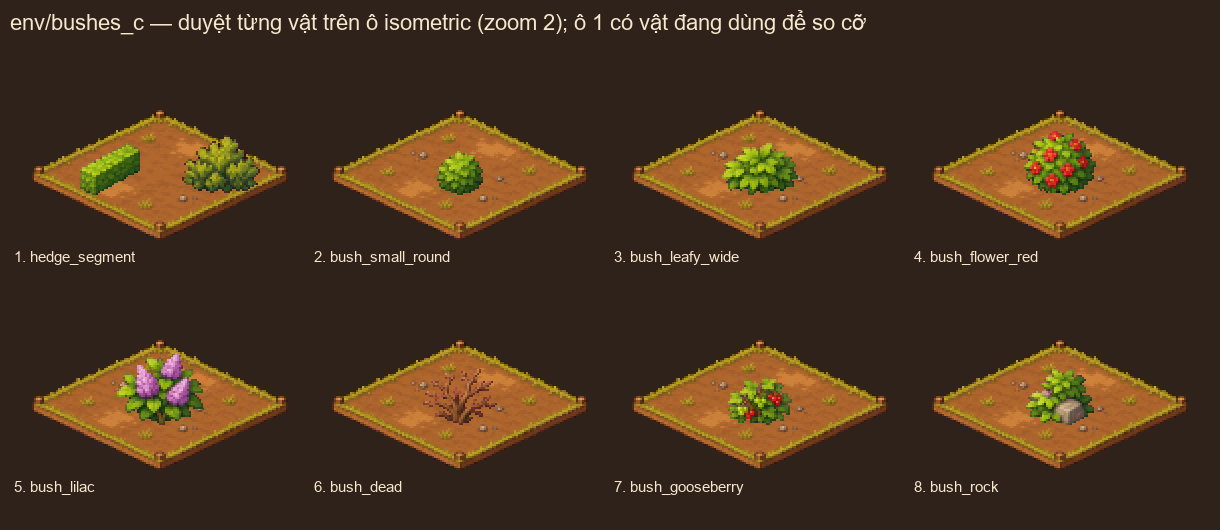 env/bushes_c — duyệt từng vật trên ô isometric (zoom 2); ô 1 có vật đang dùng để so cỡ
1. hedge_segment
2. bush_small_round
3. bush_leafy_wide
4. bush_flower_red
5. bush_lilac
6. bush_dead
7. bush_gooseberry
8. bush_rock